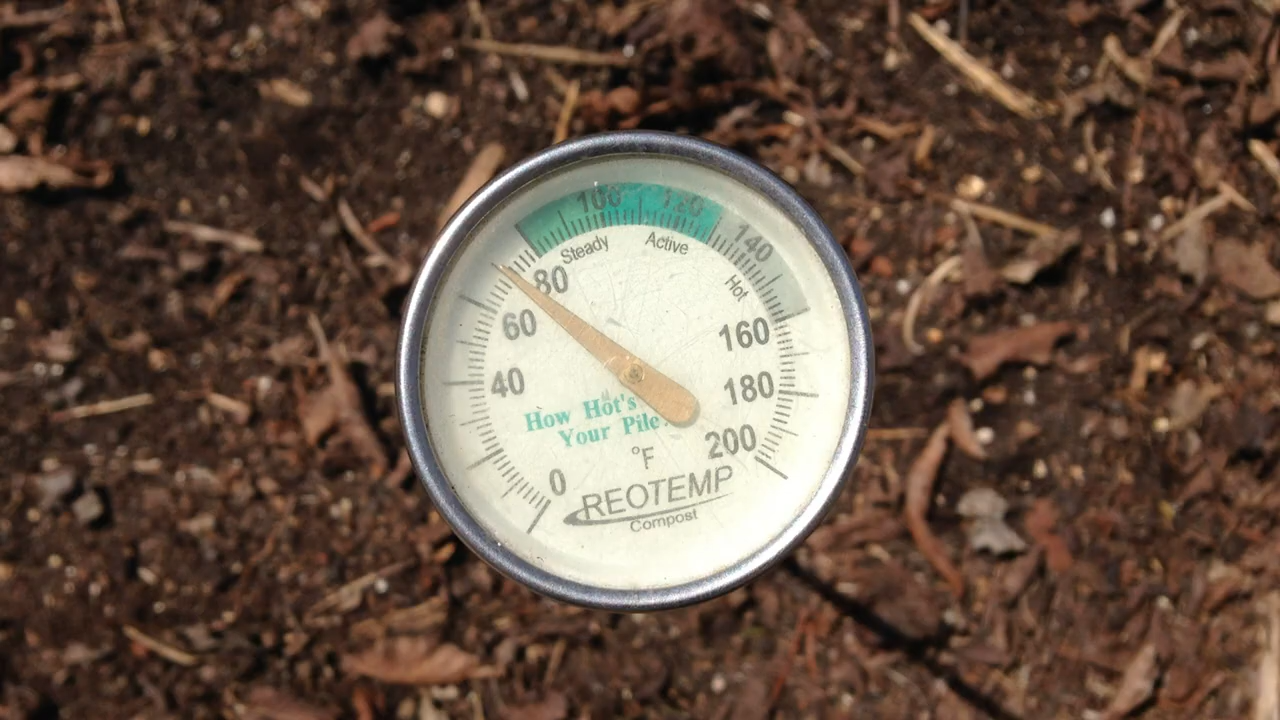 100 120
Steady Active
140
80
Hot
60
160
40
180
How Hot's
Your Pile
200
°F
0
REOTEMP
Compost